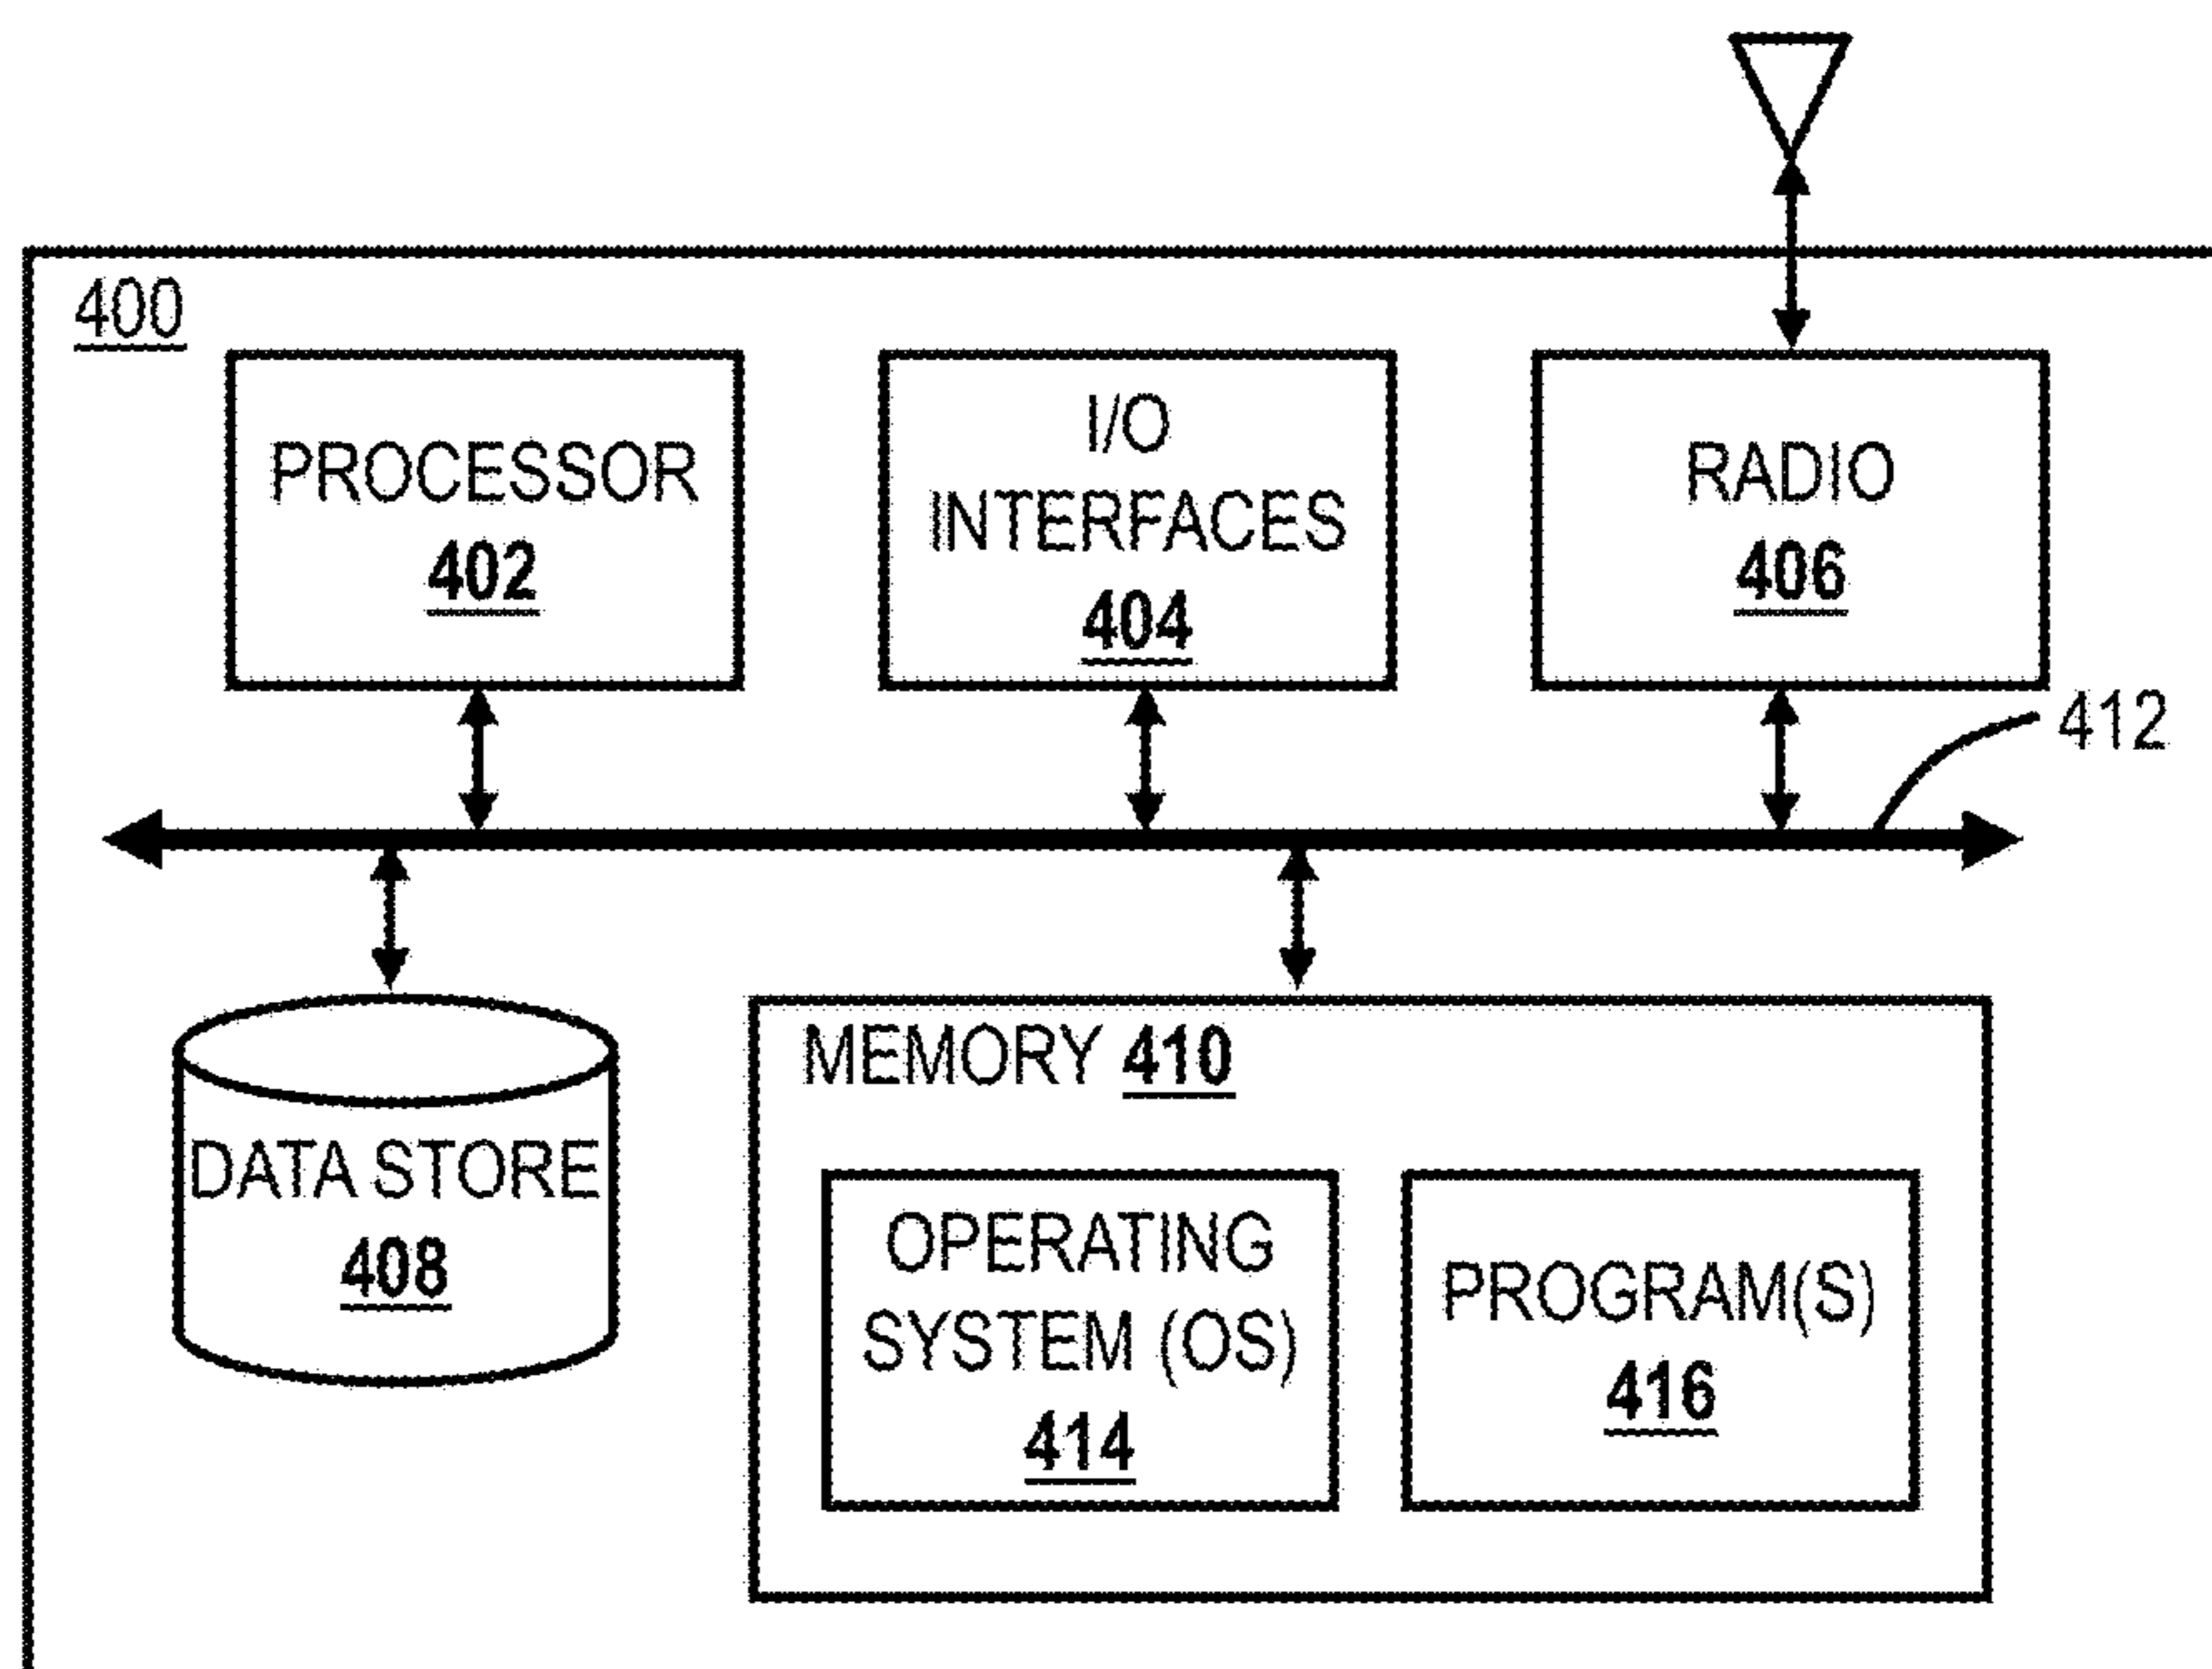 400
PROCESSOR
402
I/O
INTERFACES
404
RADIO
406
412
DATA STORE
408
MEMORY 410
OPERATING
SYSTEM (OS)
414
PROGRAM(S)
416